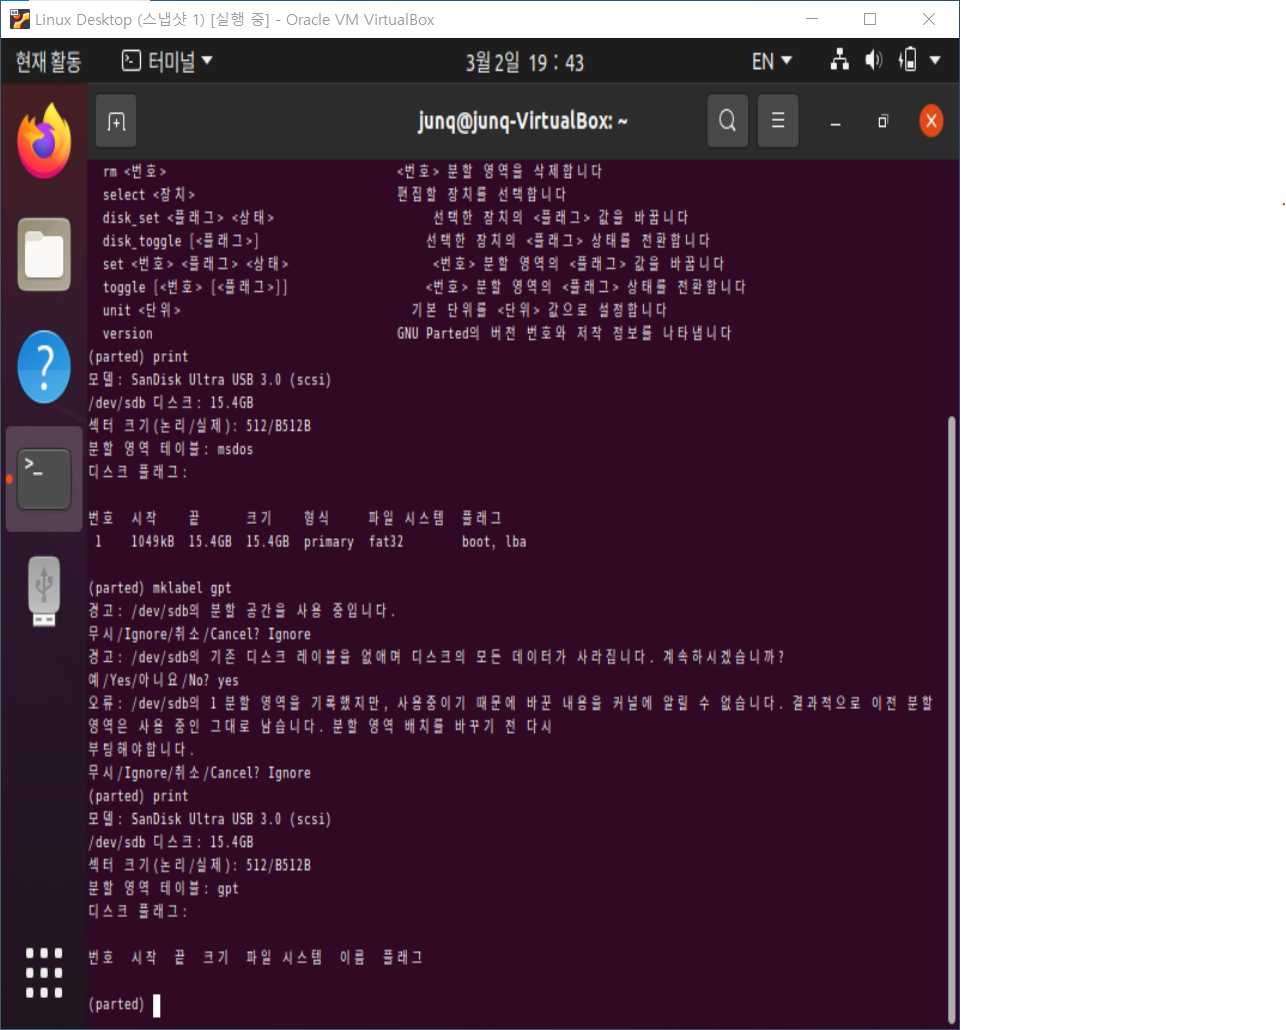 Linux Desktop (스냅샷 1) [실행 중] - Oracle VM VirtualBox
현재 활동 터미널 3월 2일 19 : 43 EN
junq@junq-VirtualBox: ~
rm <번호> <번호> 분할 영역을 삭제합니다
select <장치> 편집할 장치를 선택합니다
disk_set <플래그> <상태> 선택한 장치의 <플래그> 값을 바꿉니다
disk_toggle [<플래그>] 선택한 장치의 <플래그> 상태를 전환합니다
set <번호> <플래그> <상태> <번호> 분할 영역의 <플래그> 값을 바꿉니다
toggle [<번호> [<플래그>]] <번호> 분할 영역의 <플래그> 상태를 전환합니다
unit <단위> 기본 단위를 <단위> 값으로 설정합니다
version GNU Parted의 버전 번호와 저작 정보를 나타냅니다
(parted) print
모델: SanDisk Ultra USB 3.0 (scsi)
/dev/sdb 디스크: 15.4GB
섹터 크기(논리/실제): 512/B512B
분할 영역 테이블: msdos
디스크 플래그:
번호 시작 끝 크기 형식 파일 시스템 플래그
1 1049kB 15.4GB 15.4GB primary fat32 boot, lba
(parted) mklabel gpt
경고: /dev/sdb의 분할 공간을 사용 중입니다.
무시/Ignore/취소/Cancel? Ignore
경고: /dev/sdb의 기존 디스크 레이블을 없애며 디스크의 모든 데이터가 사라집니다. 계속하시겠습니까?
예/Yes/아니요/No? yes
오류: /dev/sdb의 1 분할 영역을 기록했지만, 사용중이기 때문에 바꾼 내용을 커널에 알릴 수 없습니다. 결과적으로 이전 분할
영역은 사용 중인 그대로 남습니다. 분할 영역 배치를 바꾸기 전 다시
부팅해야합니다.
무시/Ignore/취소/Cancel? Ignore
(parted) print
모델: SanDisk Ultra USB 3.0 (scsi)
/dev/sdb 디스크: 15.4GB
섹터 크기(논리/실제): 512/B512B
분할 영역 테이블: gpt
디스크 플래그:
번호 시작 끝 크기 파일 시스템 이름 플래그
(parted)